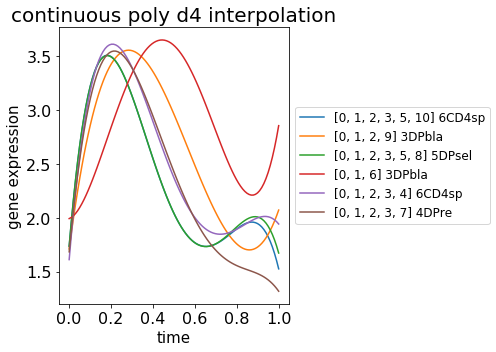 continuous poly d4 interpolation
gene expression
3.5
3.0
2.5
2.0
1.5
0.0 0.2 0.4 0.6 0.8 1.0
time
[0, 1, 2, 3, 5, 10] 6CD4sp
[0, 1, 2, 9] 3DPbla
[0, 1, 2, 3, 5, 8] 5DPsel
[0, 1, 6] 3DPbla
[0, 1, 2, 3, 4] 6CD4sp
[0, 1, 2, 3, 7] 4DPre